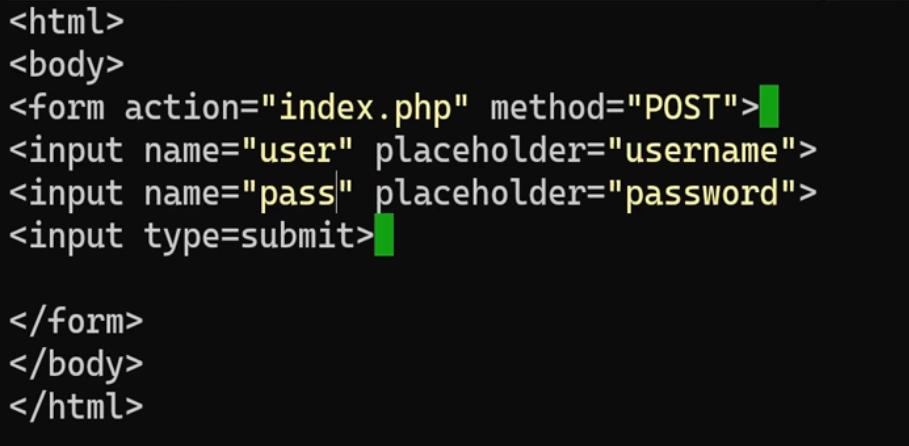 <html>
<body>
<form action="index.php" method="POST">
<input name="user" placeholder="username">
<input name="pass" placeholder="password">
<input type=submit>
</form>
</body>
</html>